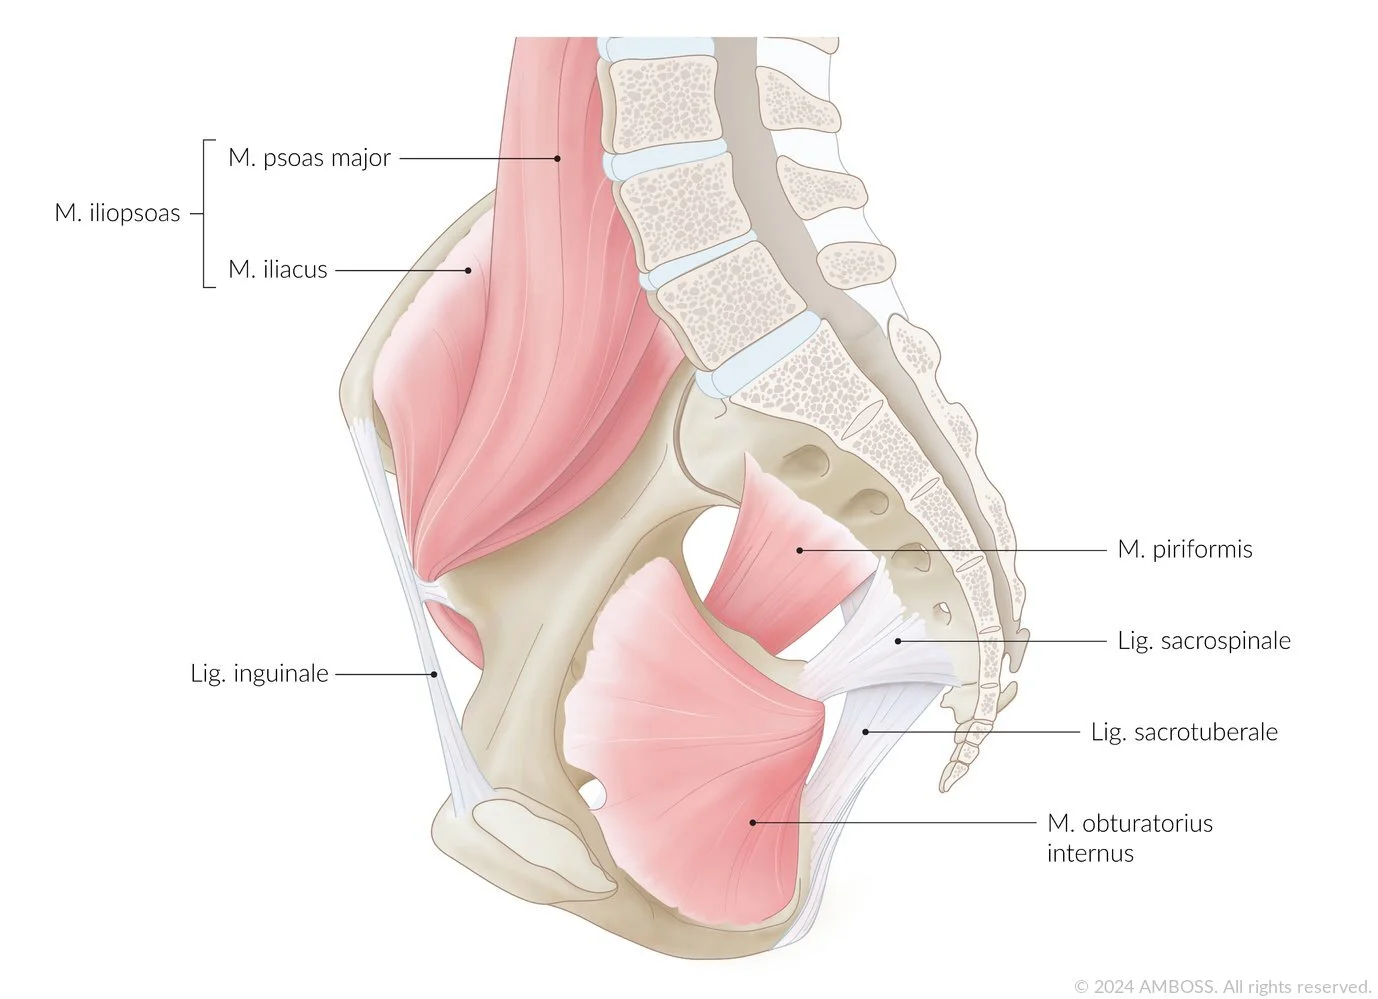 M. psoas major
M. iliopsoas
M. iliacus
M. piriformis
Lig. sacrospinale
Lig. inguinale
Lig. sacrotuberale
M. obturatorius
internus
© 2024 AMBOSS. All rights reserved.